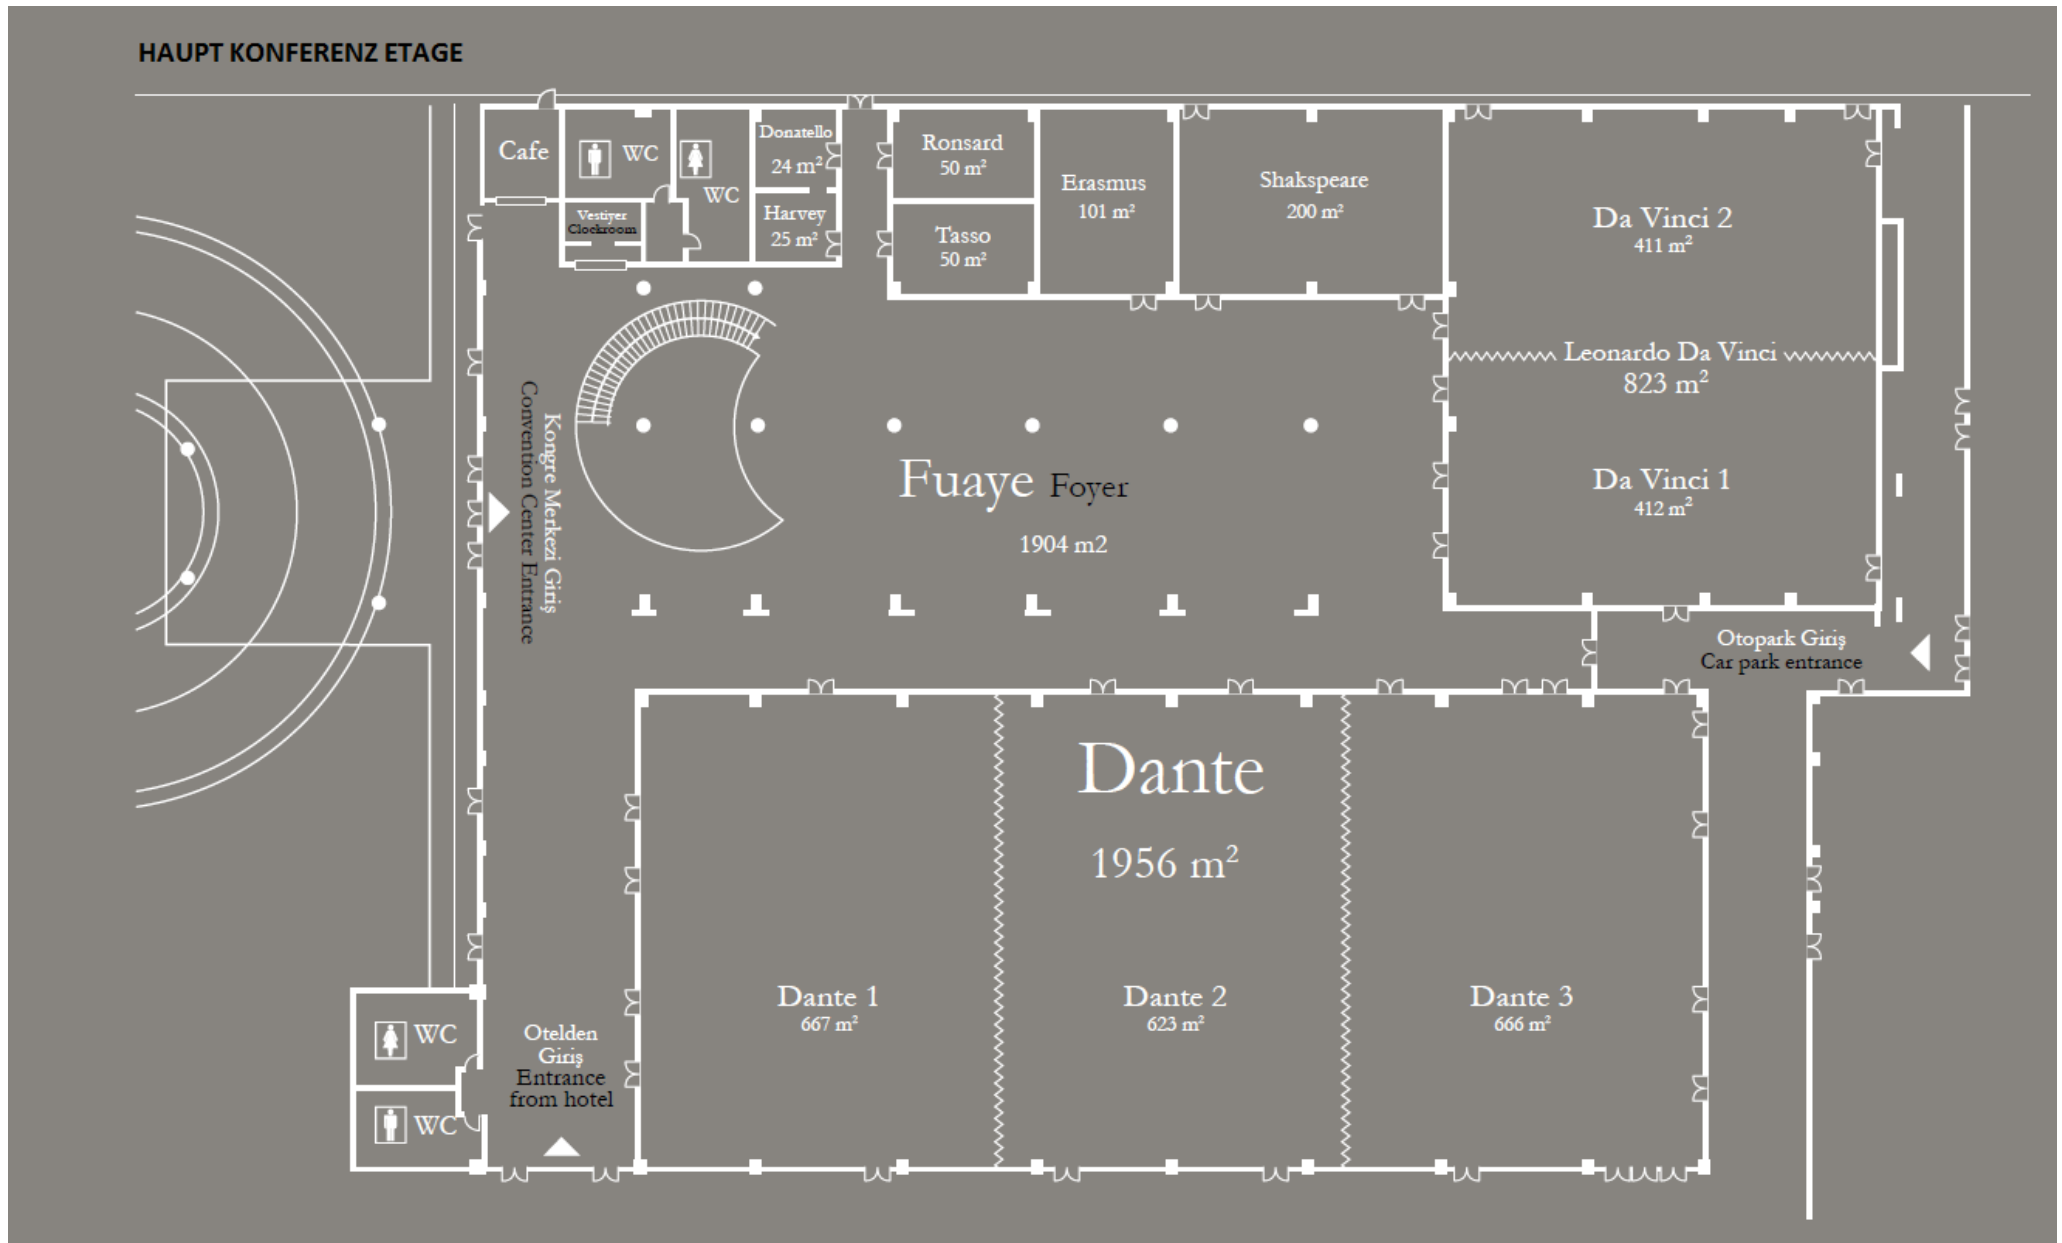 HAUPT KONFERENZ ETAGE
Cafe
WC
WC
Vestiyer
Clockroom
Donatello
24 m²
Harvey
25 m²
Ronsard
50 m²
Tasso
50 m²
Erasmus
101 m²
Shakspeare
200 m²
Da Vinci 2
411 m²
Leonardo Da Vinci
823 m²
Da Vinci 1
412 m²
Kongre Merkezi Giriş
Convention Center Entrance
Fuaye Foyer
1904 m2
Otopark Giriş
Car park entrance
Dante
1956 m²
Dante 1
667 m²
Dante 2
623 m²
Dante 3
666 m²
WC
WC
Otelden
Giriş
Entrance
from hotel